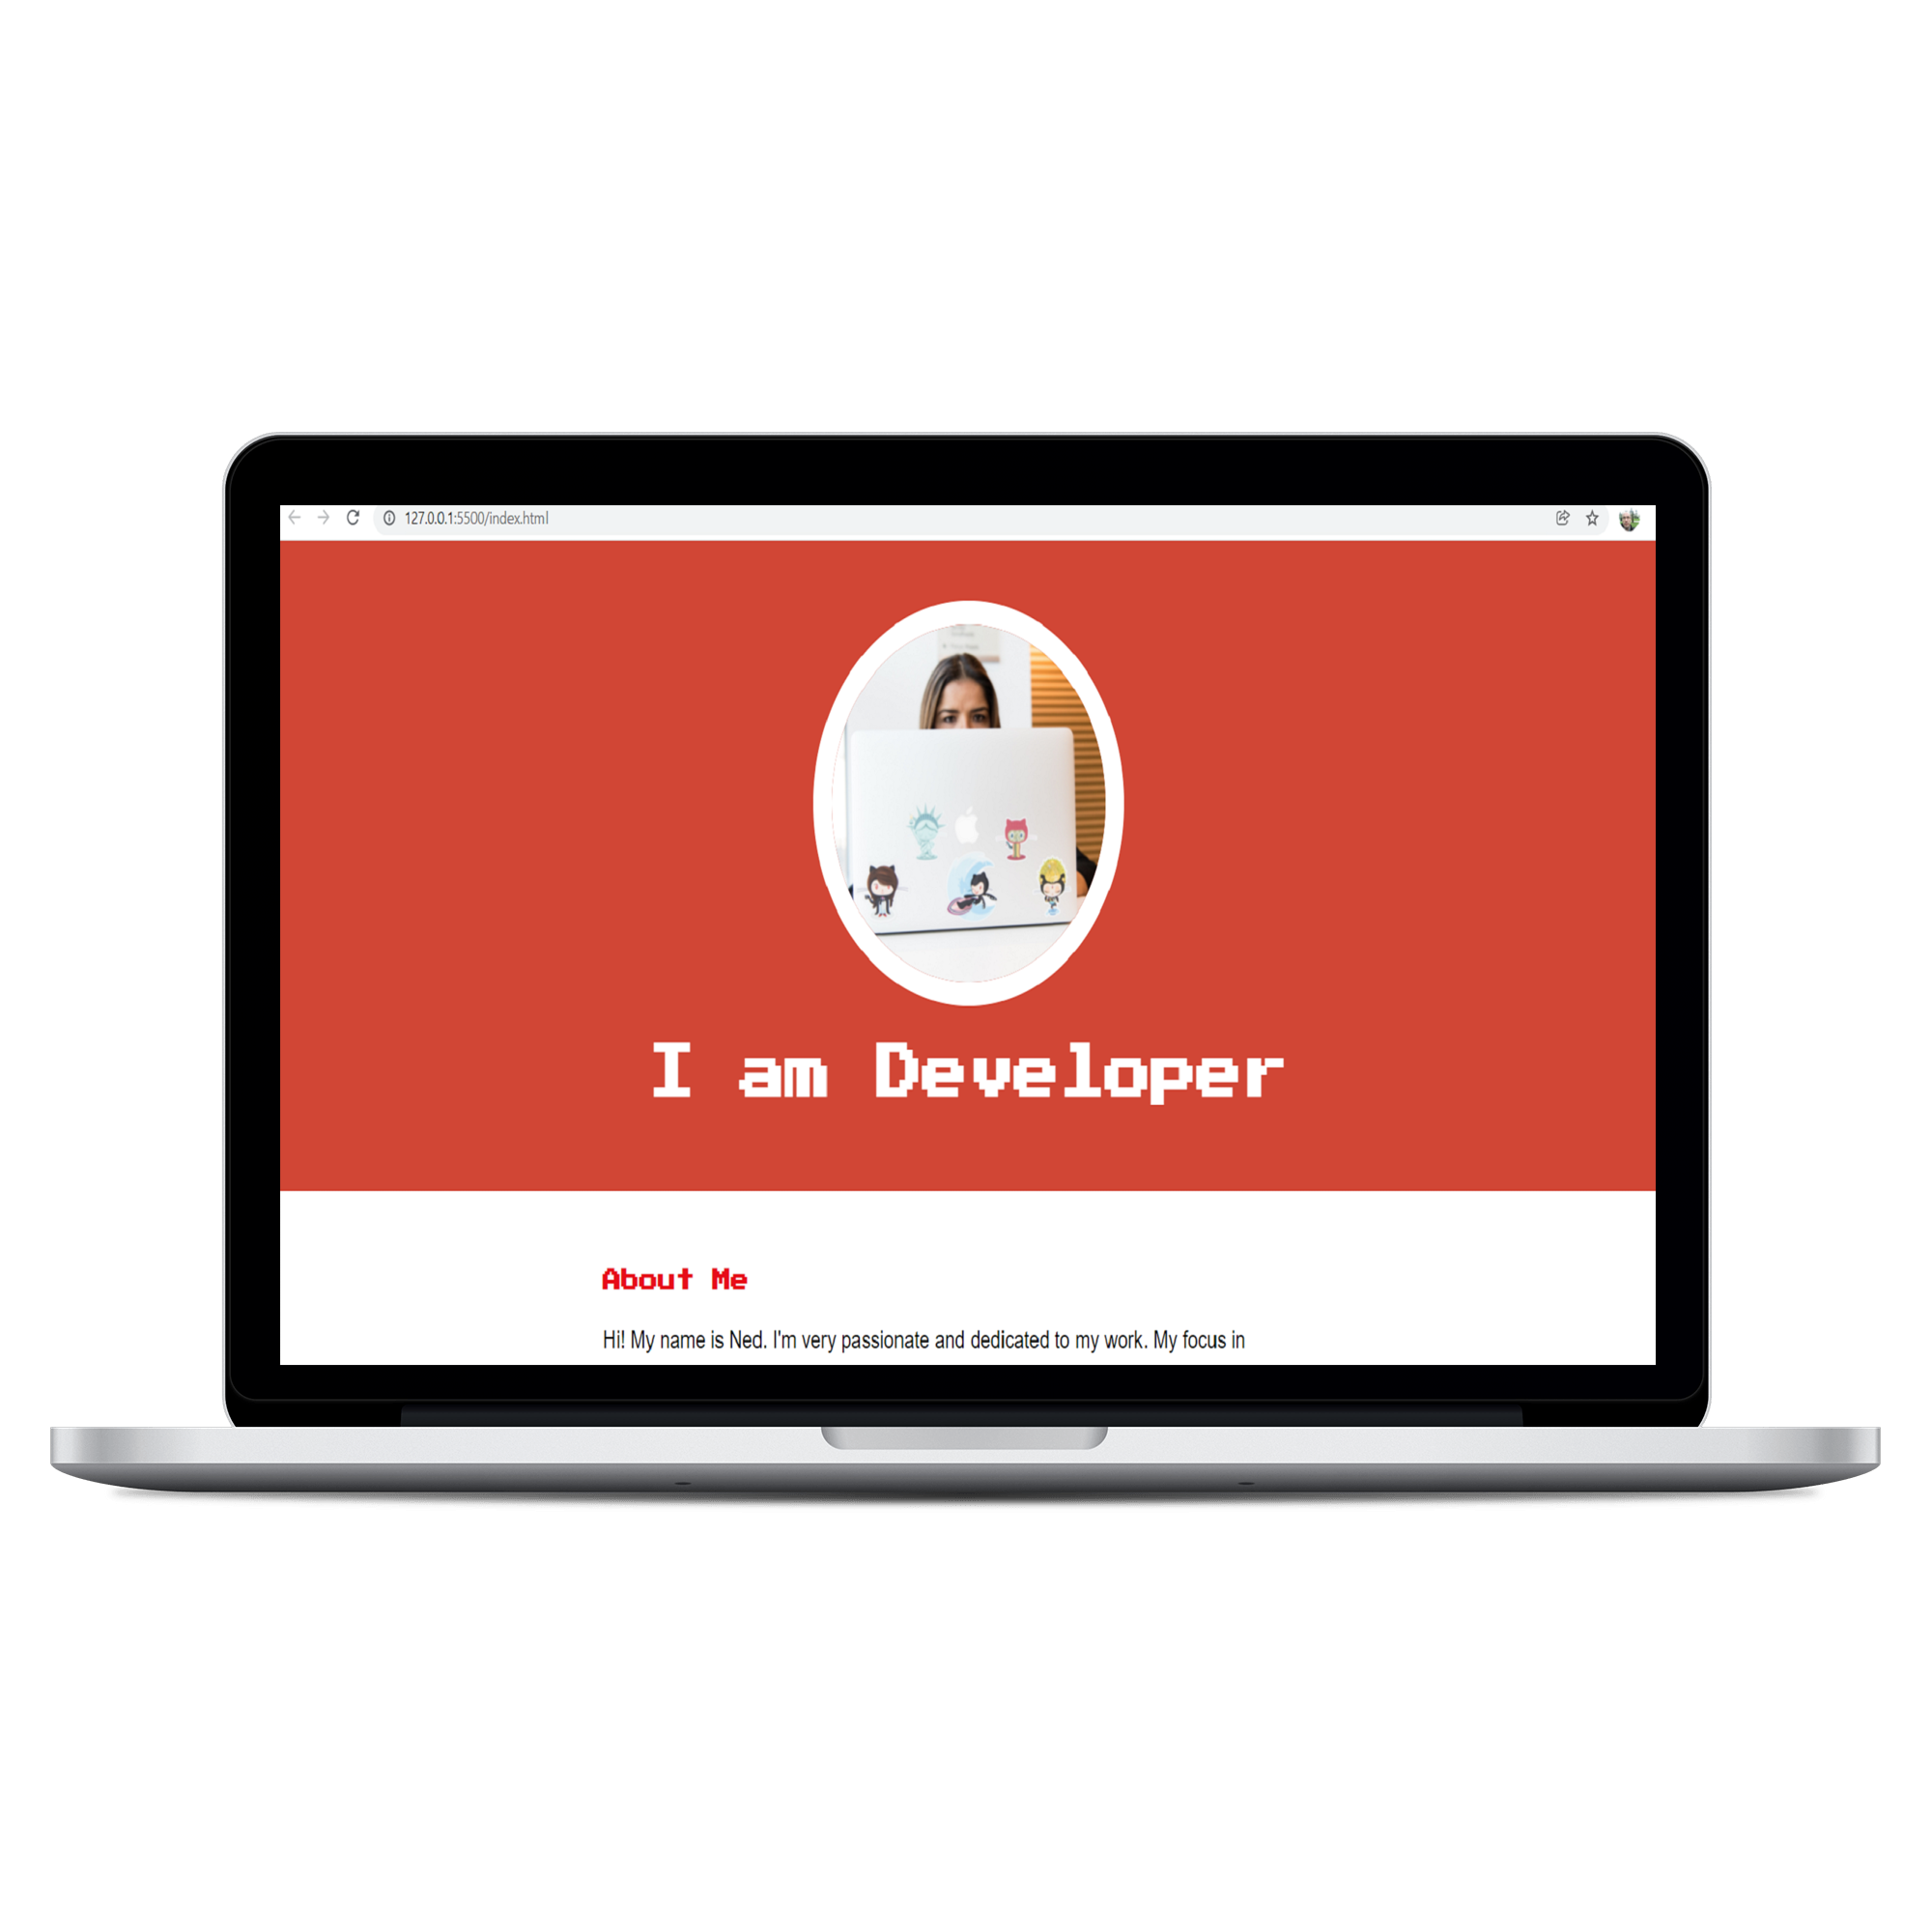 127.0.0.1:5500/index.html
I am Developer
About Me
Hi! My name is Ned. I'm very passionate and dedicated to my work. My focus in